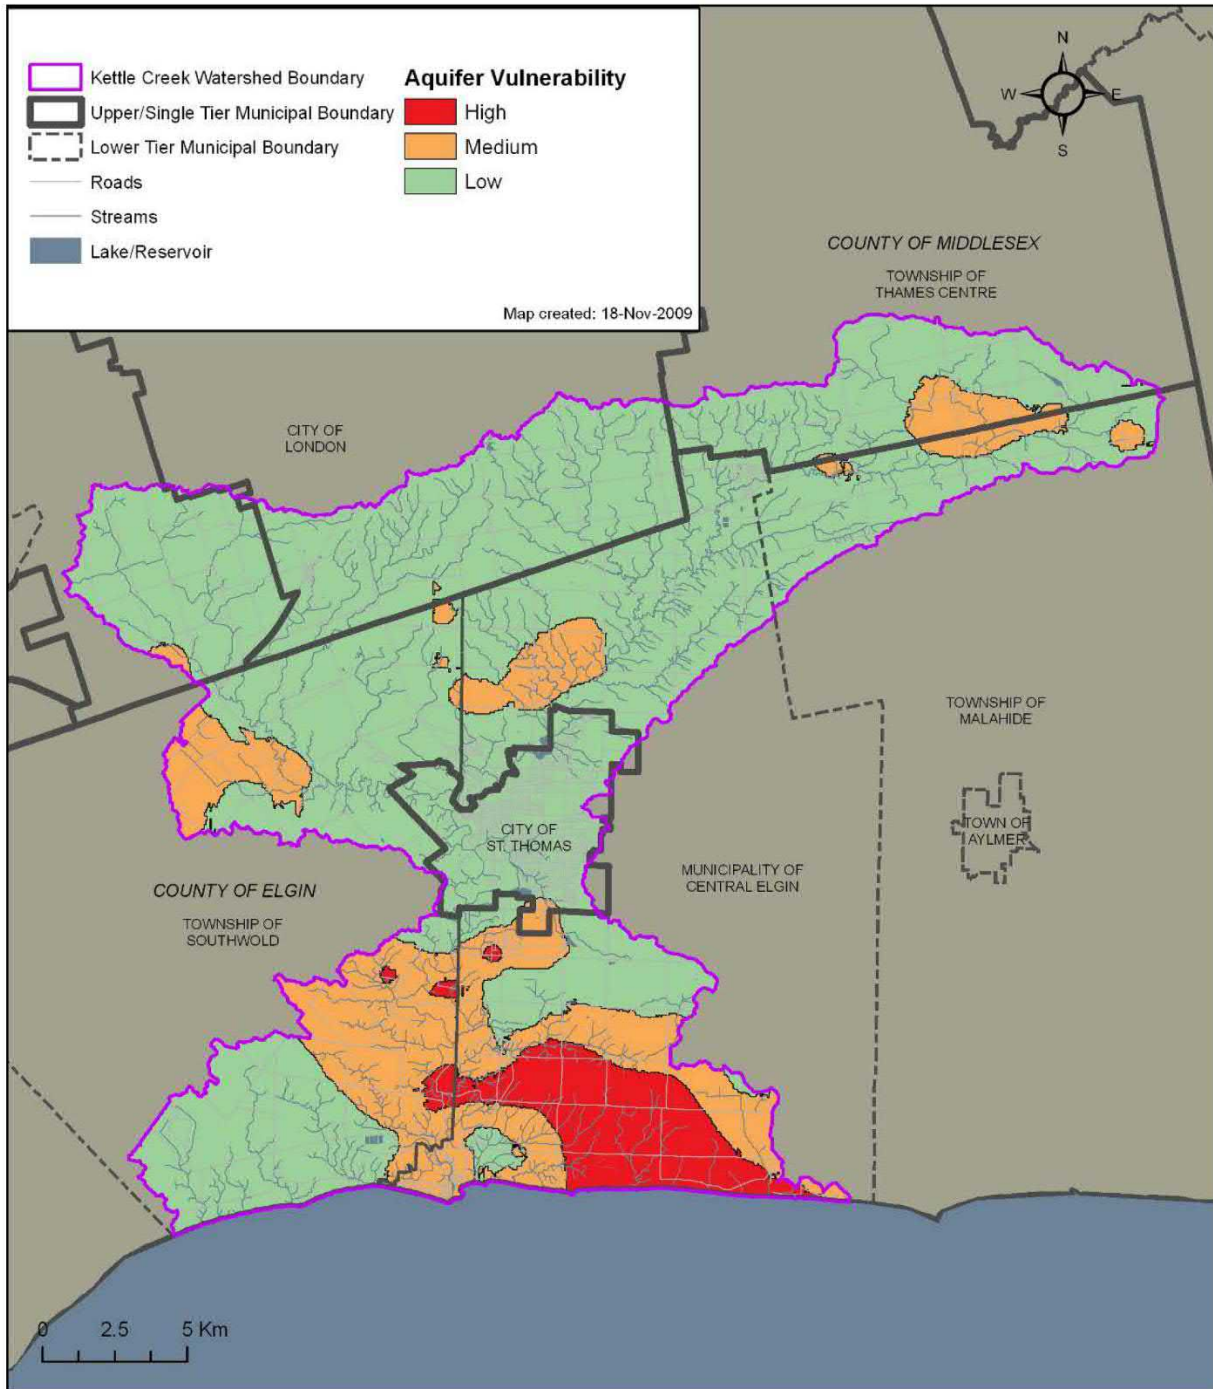 Kettle Creek Watershed Boundary
Upper/Single Tier Municipal Boundary
Lower Tier Municipal Boundary
Roads
Streams
Lake/Reservoir
Aquifer Vulnerability
High
Medium
Low
Map created: 18-Nov-2009
N
W E
S
COUNTY OF MIDDLESEX
TOWNSHIP OF
THAMES CENTRE
CITY OF
LONDON
TOWNSHIP OF
MALAHIDE
TOWN OF
AYLMER
CITY OF
ST. THOMAS
MUNICIPALITY OF
CENTRAL ELGIN
COUNTY OF ELGIN
TOWNSHIP OF
SOUTHWOLD
0 2.5 5 Km